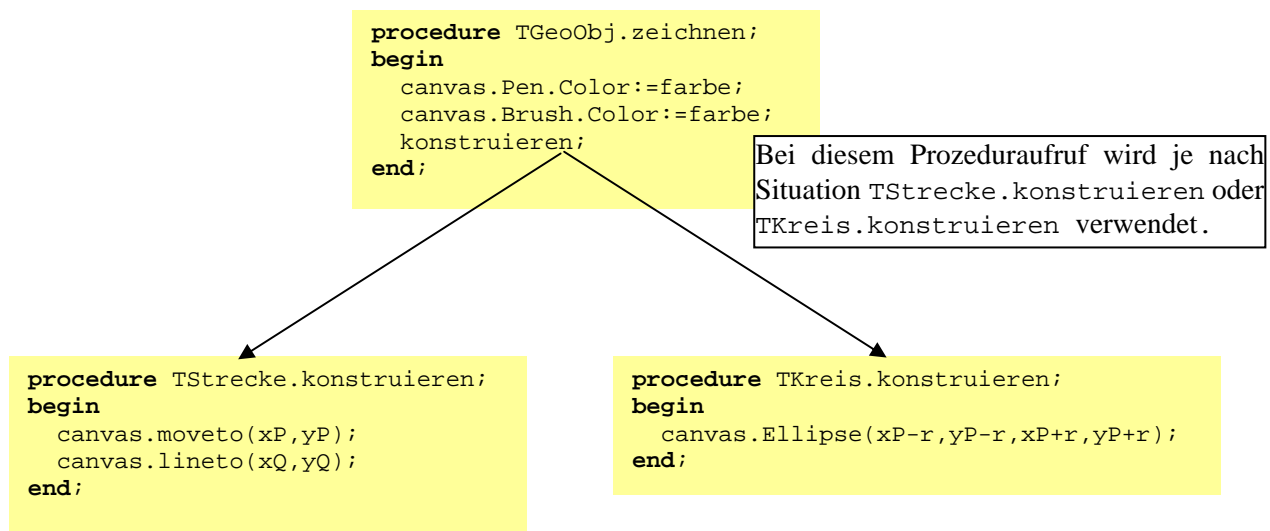 procedure TGeoObj.zeichnen;
begin
canvas.Pen.Color:=farbe;
canvas.Brush.Color:=farbe;
konstruieren;
end;
Bei diesem Prozeduraufruf wird je nach
Situation TStrecke.konstruieren oder
TKreis.konstruieren verwendet.
procedure TStrecke.konstruieren;
begin
canvas.moveto(xP,yP);
canvas.lineto(xQ,yQ);
end;
procedure TKreis.konstruieren;
begin
canvas.Ellipse(xP-r,yP-r,xP+r,yP+r);
end;